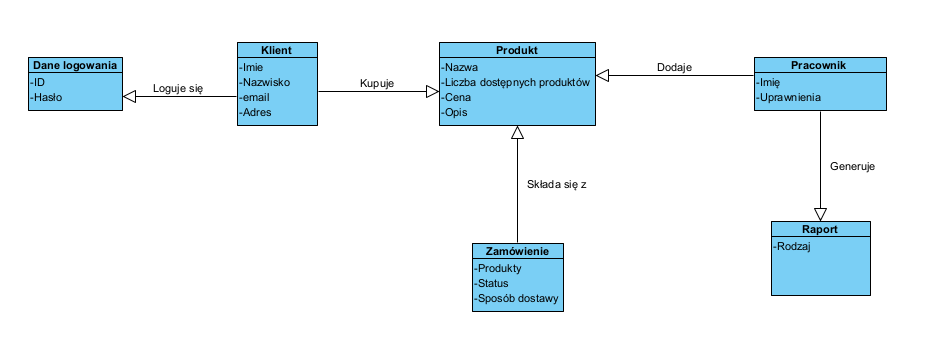 Dane logowania
-ID
-Hasło
Loguje się
Klient
-Imie
-Nazwisko
-email
-Adres
Kupuje
Produkt
-Nazwa
-Liczba dostępnych produktów
-Cena
-Opis
Dodaje
Pracownik
-Imię
-Uprawnienia
Składa się z
Generuje
Zamówienie
-Produkty
-Status
-Sposób dostawy
Raport
-Rodzaj